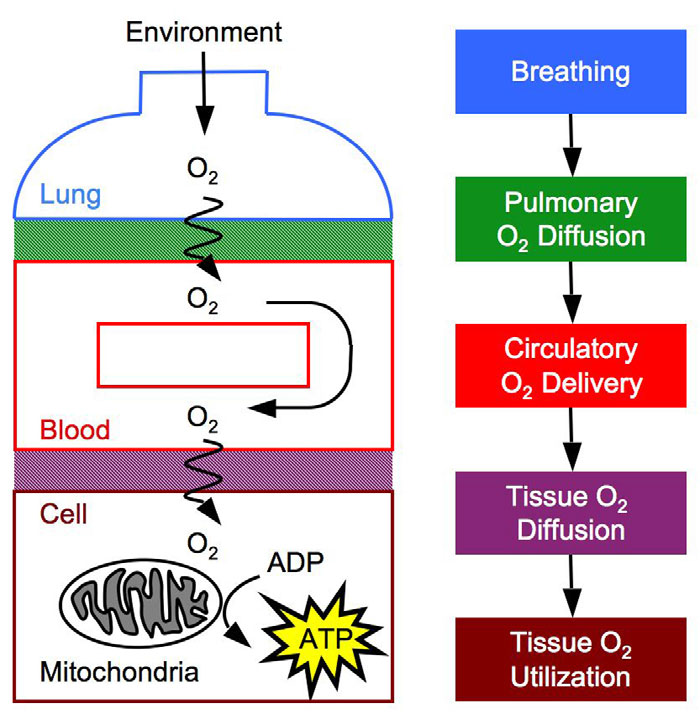 Environment
O₂
Lung
O₂
O₂
Blood
Cell
O₂
ADP
ATP
Mitochondria
Breathing
Pulmonary
O₂ Diffusion
Circulatory
O₂ Delivery
Tissue O₂
Diffusion
Tissue O₂
Utilization